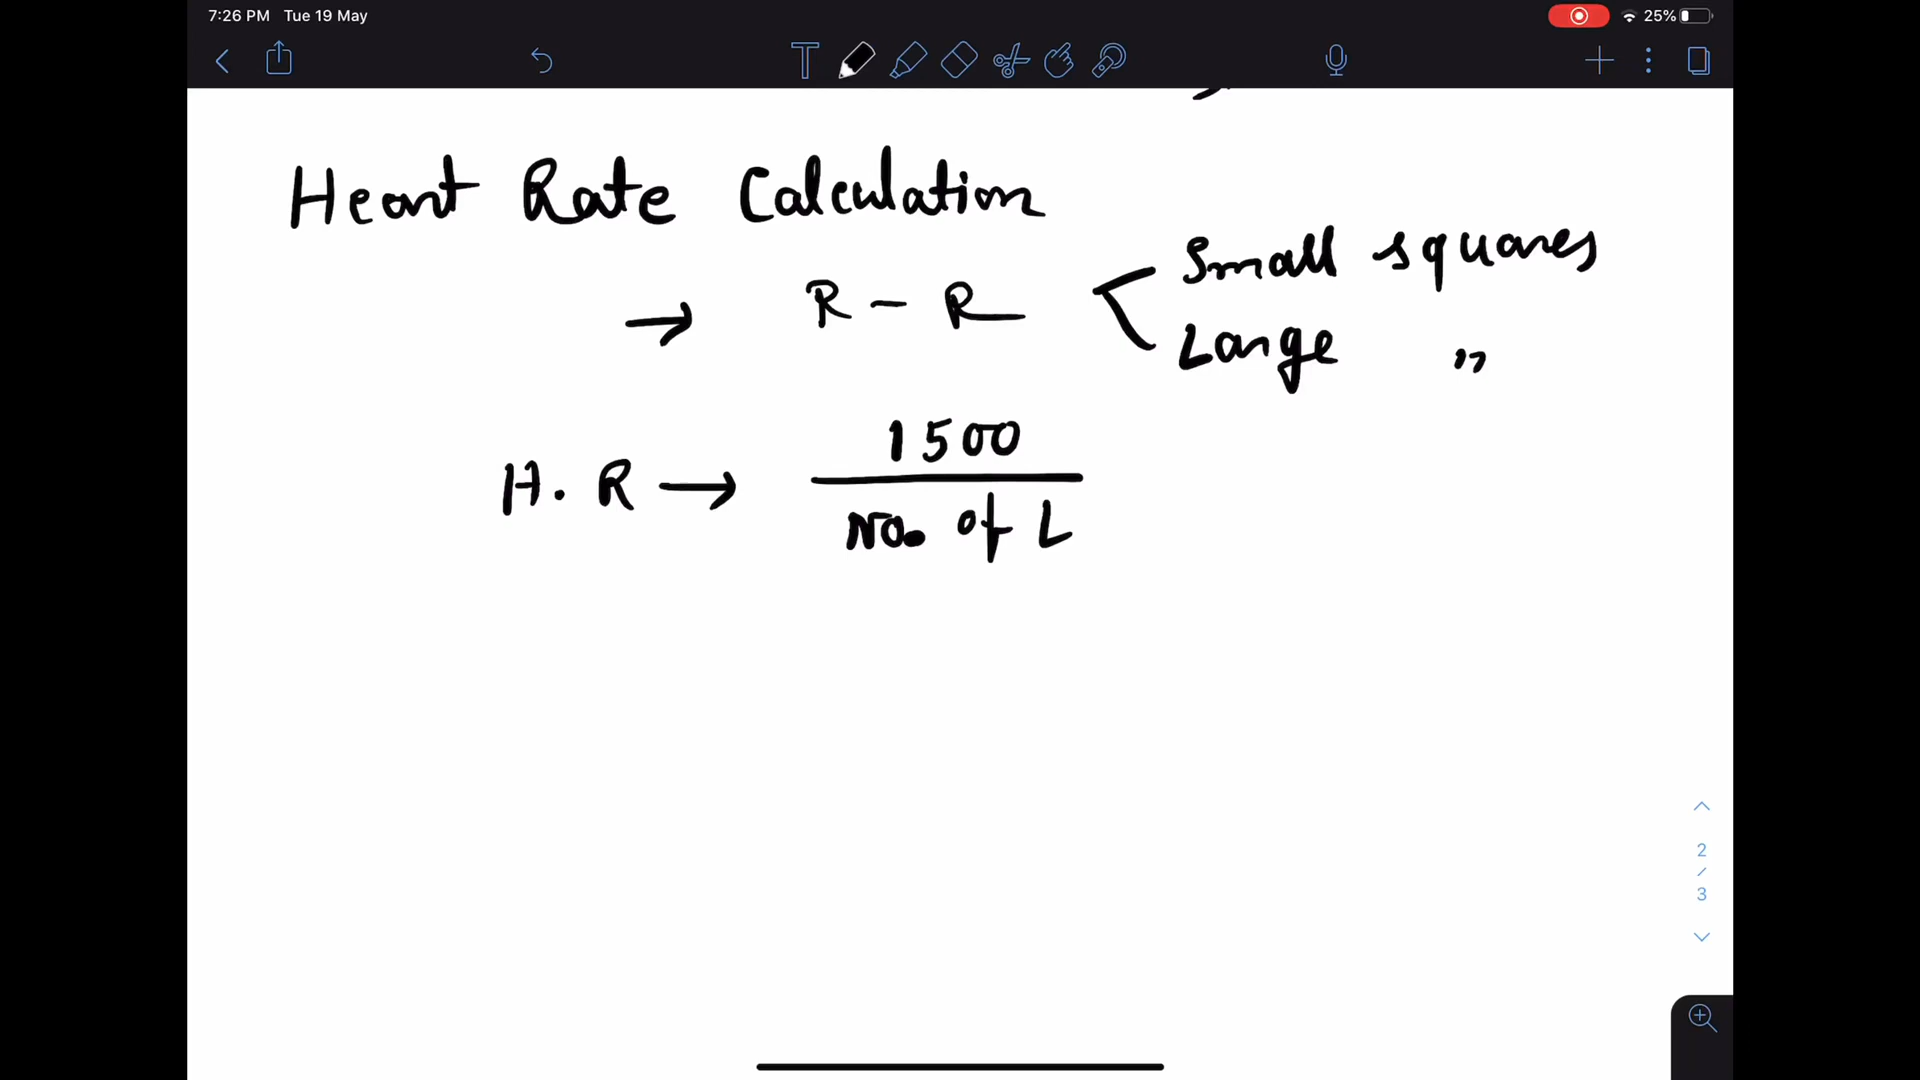 7:26 PM Tue 19 May
25%
T
Heart Rate Calculation
→ R - R
Small squares
Large "
H. R → 1500
No. of L
2
/
3